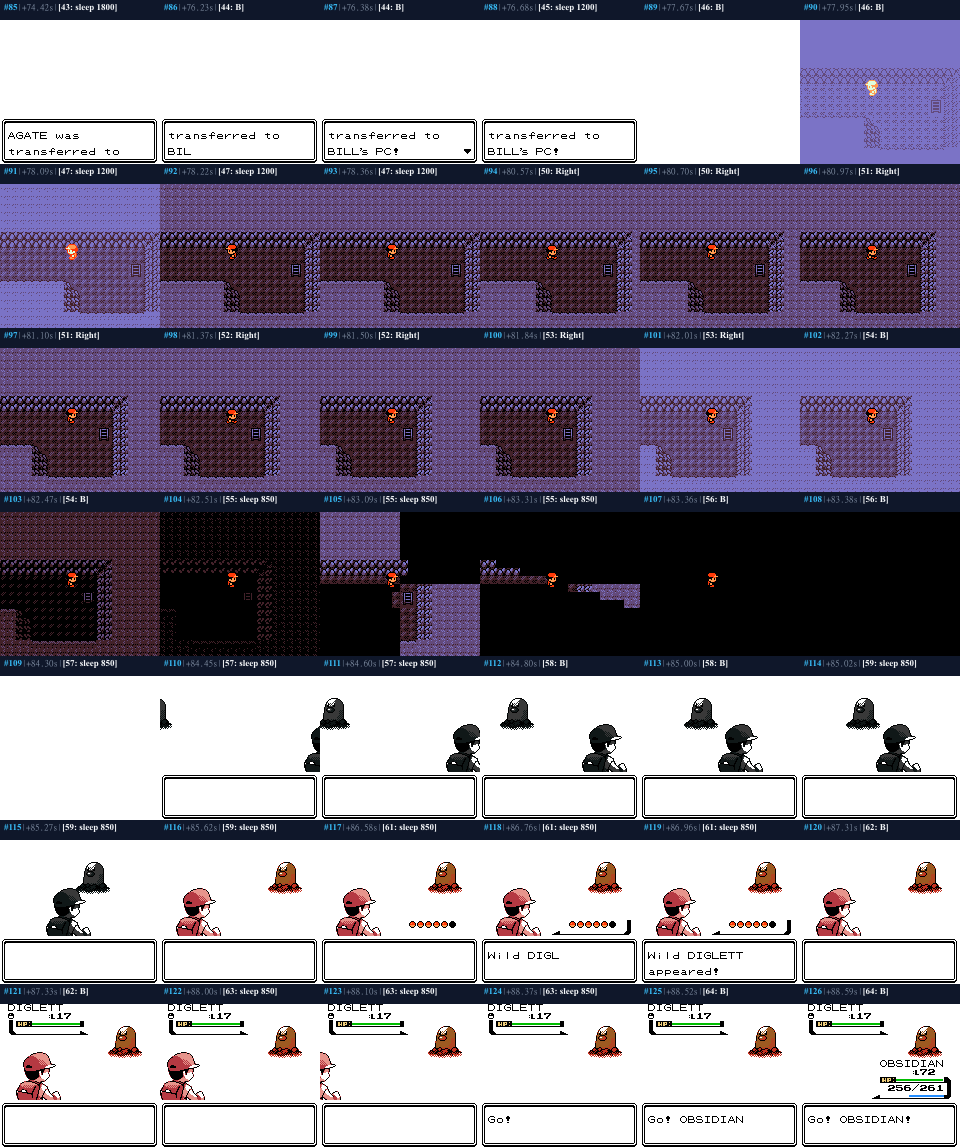 #85|+74.42s|[43: sleep 1800]
#86|+76.23s|[44: B]
#87|+76.38s|[44: B]
#88|+76.68s|[45: sleep 1200]
#89|+77.67s|[46: B]
#90|+77.95s|[46: B]
AGATE was
transferred to
transferred to
BIL
transferred to
BILL's PC!
transferred to
BILL's PC!
#91|+78.09s|[47: sleep 1200]
#92|+78.22s|[47: sleep 1200]
#93|+78.36s|[47: sleep 1200]
#94|+80.57s|[50: Right]
#95|+80.70s|[50: Right]
#96|+80.97s|[51: Right]
#97|+81.10s|[51: Right]
#98|+81.37s|[52: Right]
#99|+81.50s|[52: Right]
#100|+81.84s|[53: Right]
#101|+82.01s|[53: Right]
#102|+82.27s|[54: B]
#103|+82.47s|[54: B]
#104|+82.51s|[55: sleep 850]
#105|+83.09s|[55: sleep 850]
#106|+83.31s|[55: sleep 850]
#107|+83.36s|[56: B]
#108|+83.38s|[56: B]
#109|+84.30s|[57: sleep 850]
#110|+84.45s|[57: sleep 850]
#111|+84.60s|[57: sleep 850]
#112|+84.80s|[58: B]
#113|+85.00s|[58: B]
#114|+85.02s|[59: sleep 850]
#115|+85.27s|[59: sleep 850]
#116|+85.62s|[59: sleep 850]
#117|+86.58s|[61: sleep 850]
#118|+86.76s|[61: sleep 850]
#119|+86.96s|[61: sleep 850]
#120|+87.31s|[62: B]
Wild DIGL
Wild DIGLETT
appeared!
#121|+87.33s|[62: B]
#122|+88.00s|[63: sleep 850]
#123|+88.10s|[63: sleep 850]
#124|+88.37s|[63: sleep 850]
#125|+88.52s|[64: B]
#126|+88.59s|[64: B]
DIGLETT
:L17
HP:
DIGLETT
:L17
HP:
DIGLETT
:L17
HP:
DIGLETT
:L17
HP:
DIGLETT
:L17
HP:
DIGLETT
:L17
HP:
OBSIDIAN
:L72
HP:
256/261
Go!
Go! OBSIDIAN
Go! OBSIDIAN!